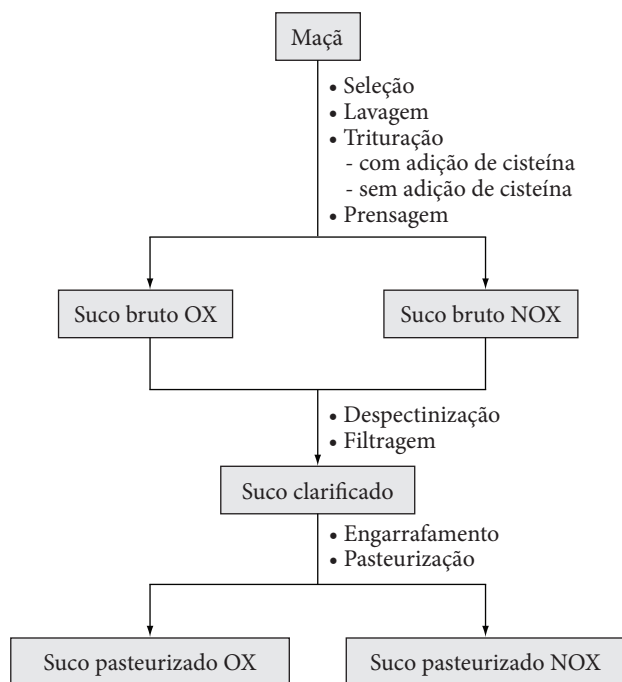 Maçã
• Seleção
• Lavagem
• Trituração
- com adição de cisteína
- sem adição de cisteína
• Prensagem
Suco bruto OX
Suco bruto NOX
• Despectinização
• Filtragem
Suco clarificado
• Engarrafamento
• Pasteurização
Suco pasteurizado OX
Suco pasteurizado NOX